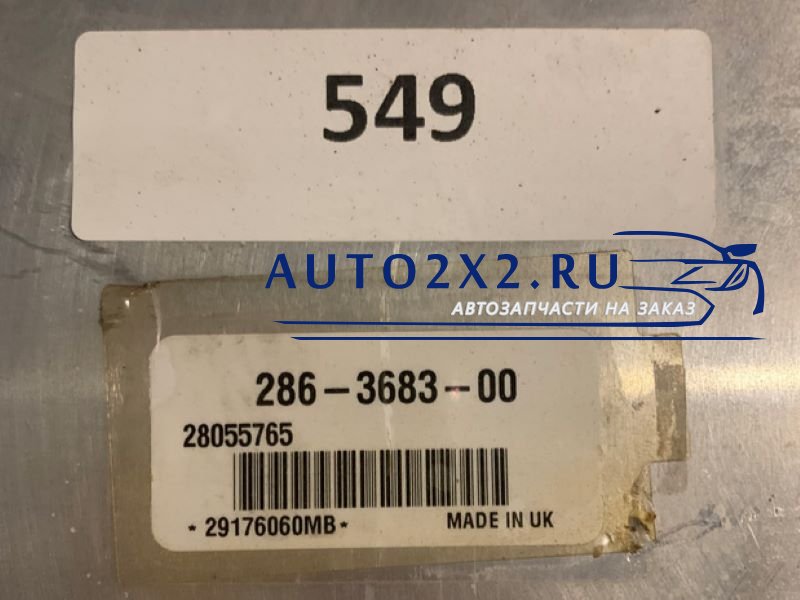 549
AUTO2X2.RU
АВТОЗАПЧАСТИ НА ЗАКАЗ
286-3683-00
28055765
*29176060MB*
MADE IN UK